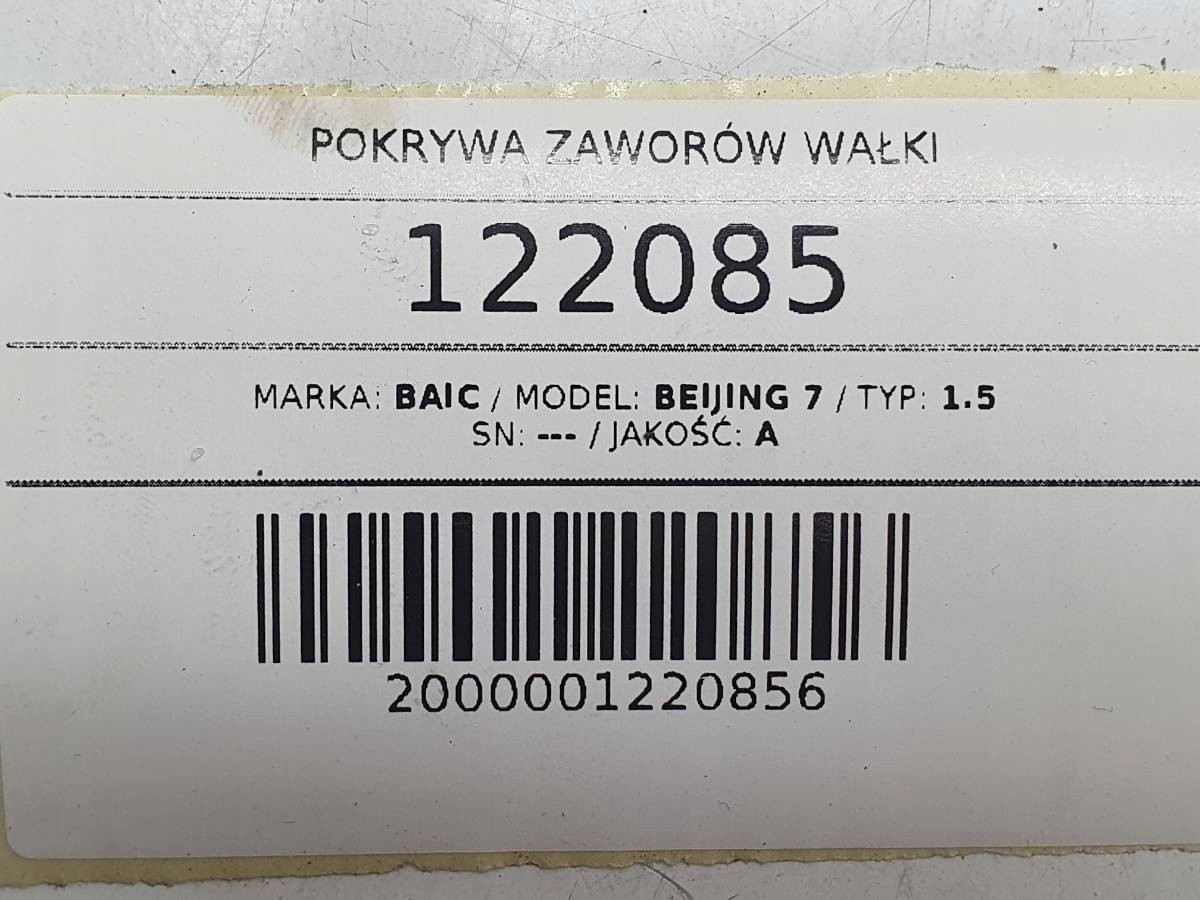 POKRYWA ZAWORÓW WAŁKI
122085
MARKA: BAIC / MODEL: BEIJING 7 / TYP: 1.5
SN: --- / JAKOŚĆ: A
2000001220856